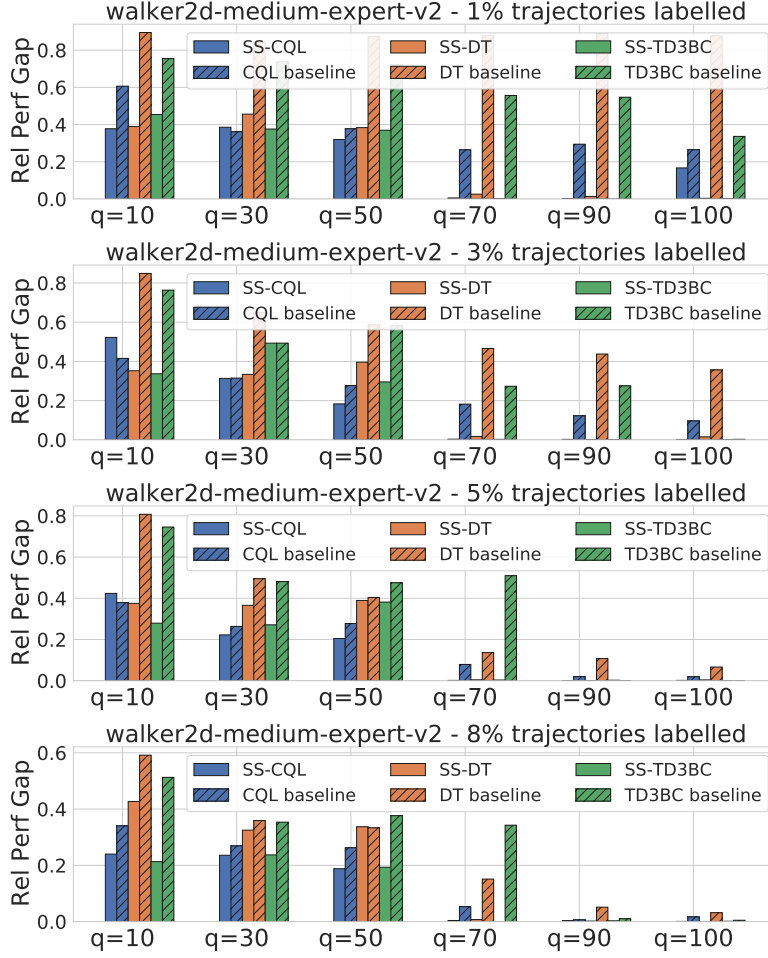 walker2d-medium-expert-v2 - 1% trajectories labelled
Rel Perf Gap
0.8
0.6
0.4
0.2
0.0
SS-CQL SS-DT SS-TD3BC
CQL baseline DT baseline TD3BC baseline
q=10 q=30 q=50 q=70 q=90 q=100
walker2d-medium-expert-v2 - 3% trajectories labelled
Rel Perf Gap
0.8
0.6
0.4
0.2
0.0
SS-CQL SS-DT SS-TD3BC
CQL baseline DT baseline TD3BC baseline
q=10 q=30 q=50 q=70 q=90 q=100
walker2d-medium-expert-v2 - 5% trajectories labelled
Rel Perf Gap
0.8
0.6
0.4
0.2
0.0
SS-CQL SS-DT SS-TD3BC
CQL baseline DT baseline TD3BC baseline
q=10 q=30 q=50 q=70 q=90 q=100
walker2d-medium-expert-v2 - 8% trajectories labelled
Rel Perf Gap
0.6
0.4
0.2
0.0
SS-CQL SS-DT SS-TD3BC
CQL baseline DT baseline TD3BC baseline
q=10 q=30 q=50 q=70 q=90 q=100